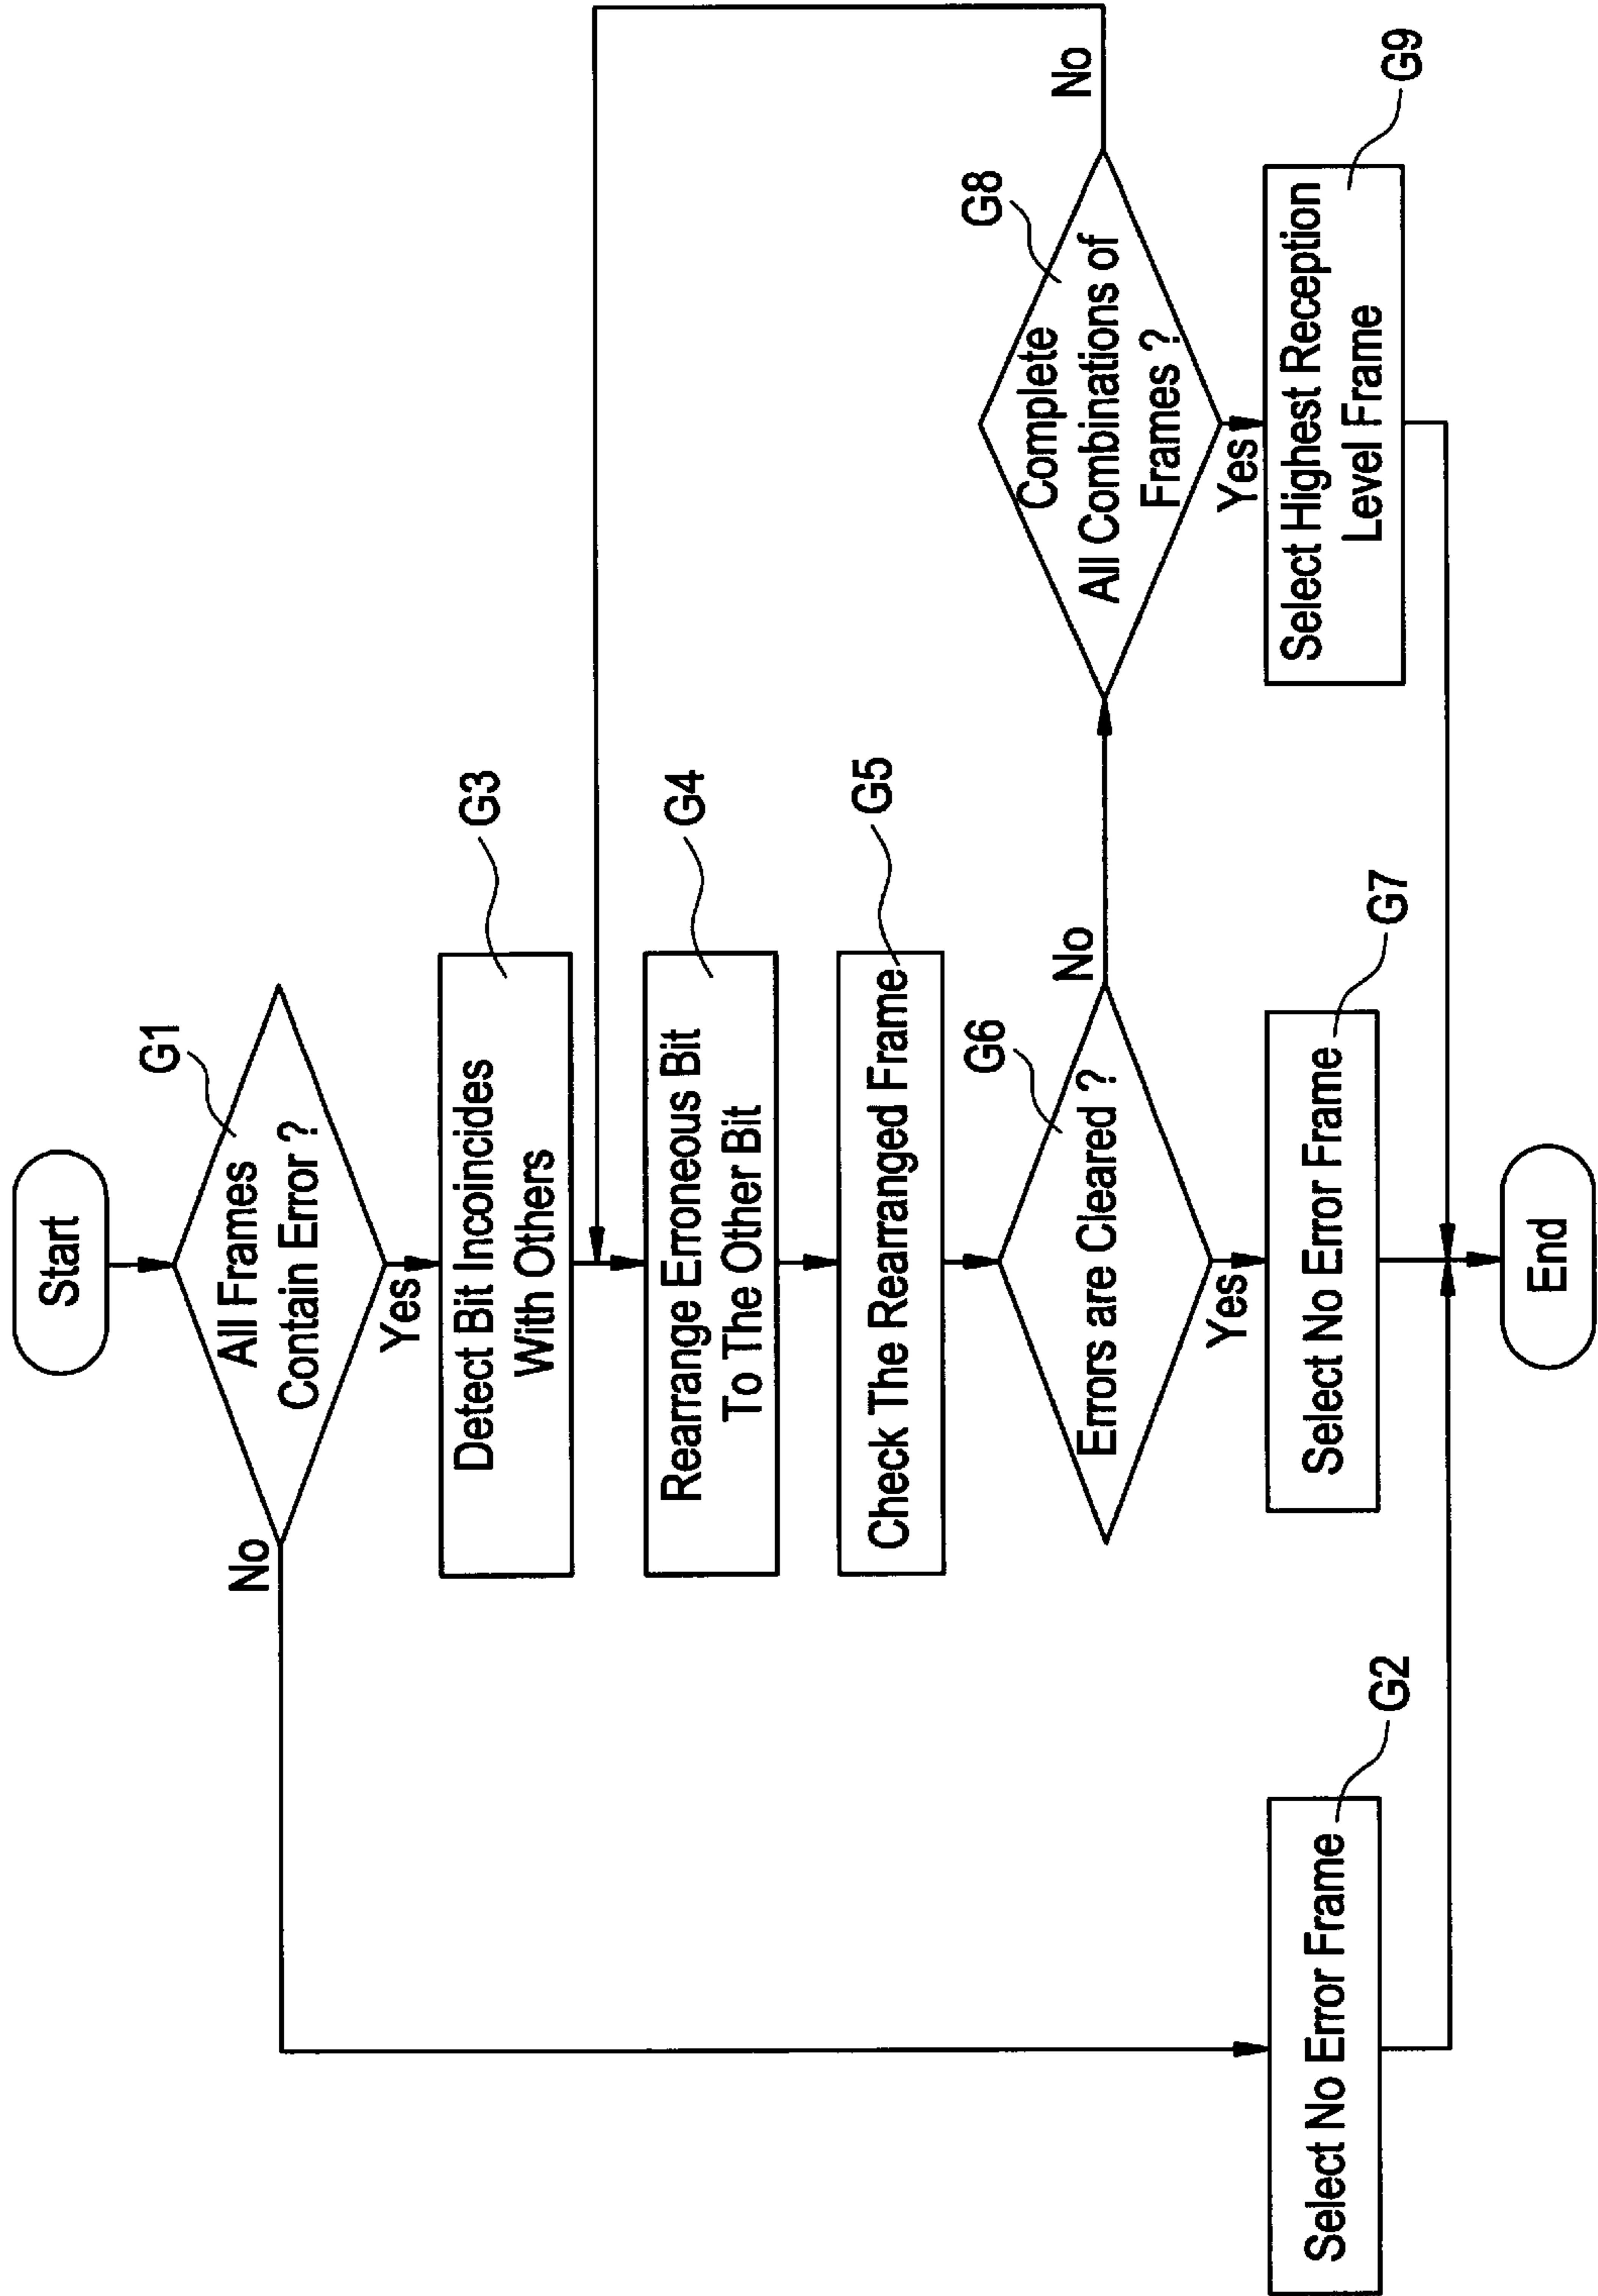 Start
G1
All Frames
Contain Error ?
No
Yes
G3
Detect Bit Incoincides
With Others
G4
Rearrange Erroneous Bit
To The Other Bit
G5
Check The Rearranged Frame
G6
Errors are Cleared ?
No
Yes
G8
Complete
All Combinations of
Frames ?
No
Yes
G2
Select No Error Frame
G7
Select No Error Frame
G9
Select Highest Reception
Level Frame
End